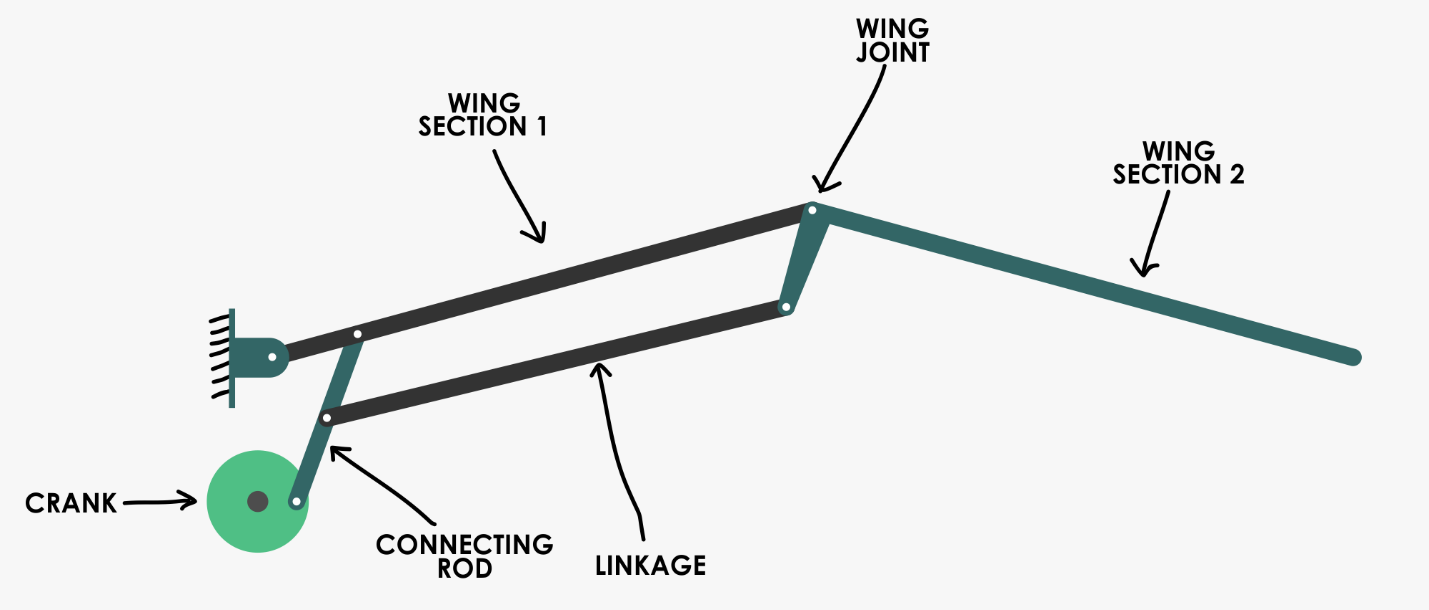 WING
JOINT
WING
SECTION 1
WING
SECTION 2
CRANK
CONNECTING
ROD
LINKAGE